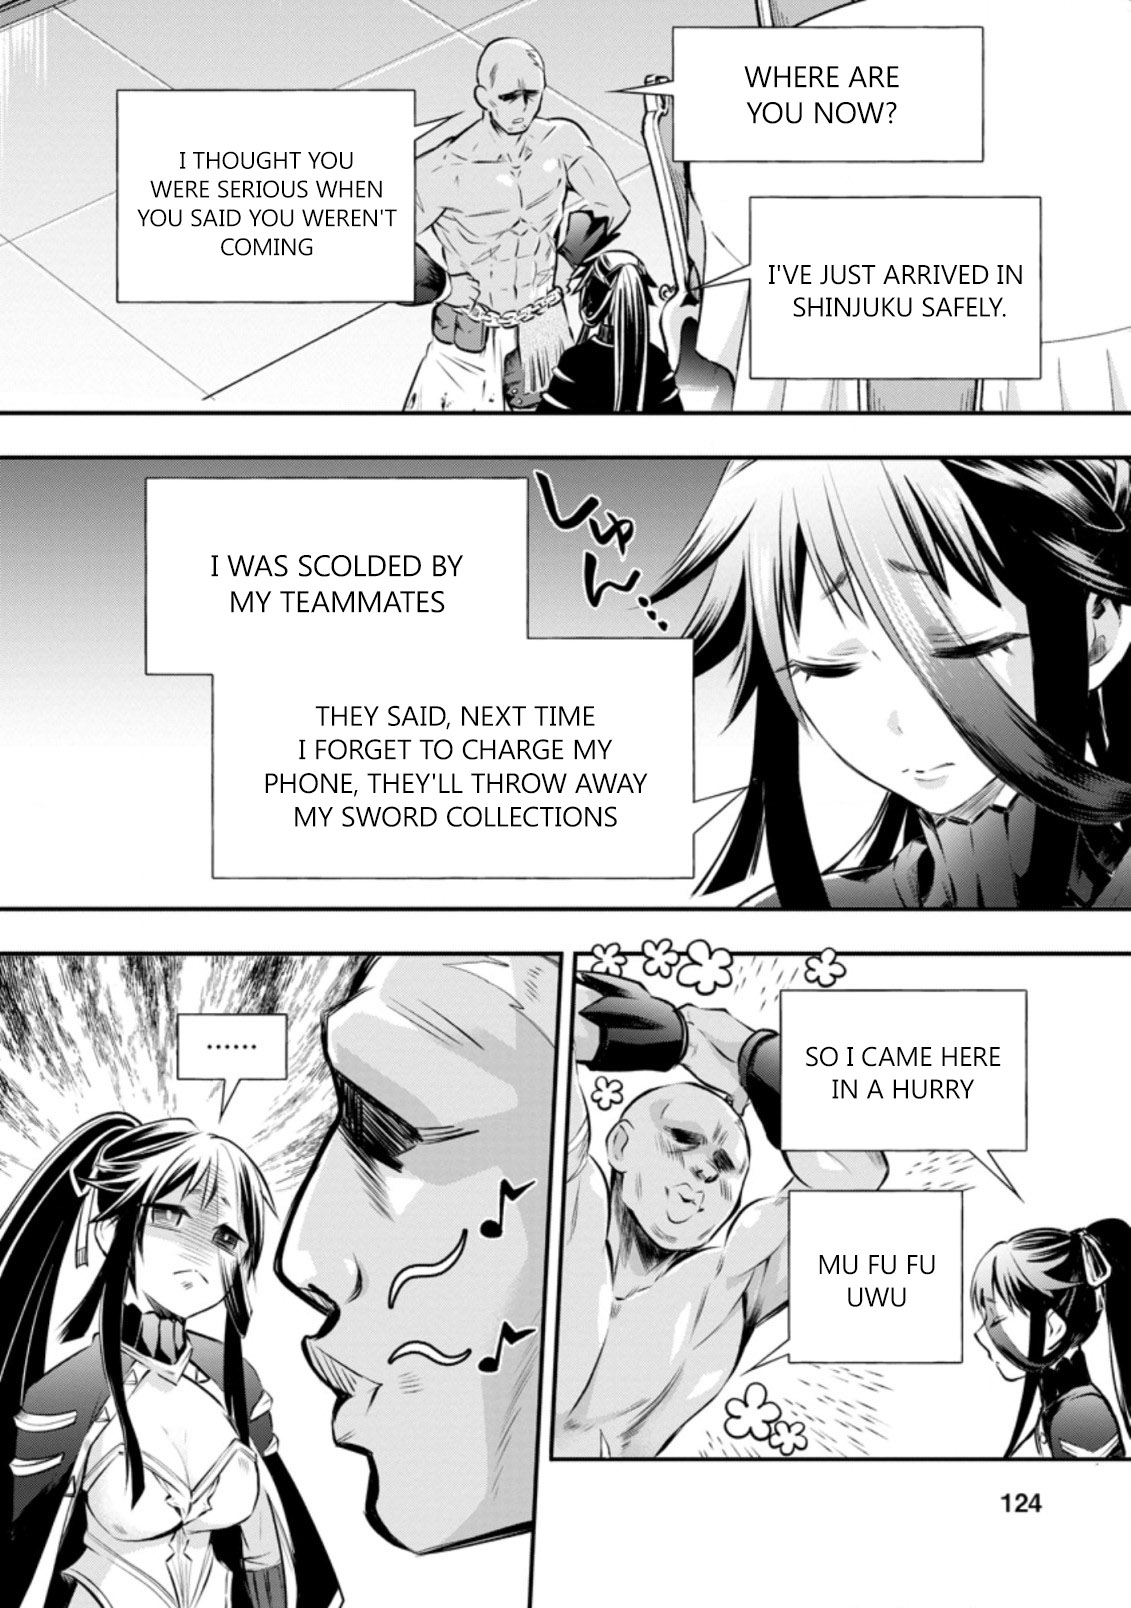 WHERE ARE
YOU NOW?
I'VE JUST ARRIVED IN
SHINJUKU SAFELY.
I THOUGHT YOU
WERE SERIOUS WHEN
YOU SAID YOU WEREN'T
COMING
しゅん…
I WAS SCOLDED BY
MY TEAMMATES
THEY SAID, NEXT TIME
I FORGET TO CHARGE MY
PHONE, THEY'LL THROW AWAY
MY SWORD COLLECTIONS
SO I CAME HERE
IN A HURRY
MU FU FU
UWU
......
124